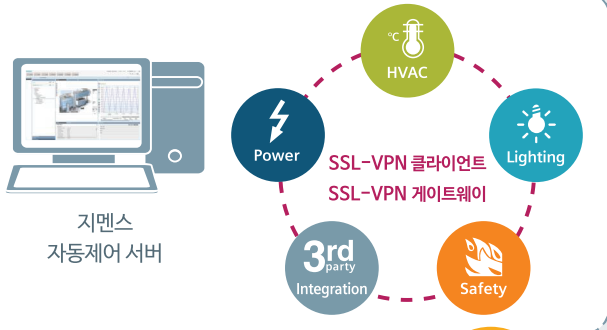 °C
HVAC
Power
Lighting
SSL-VPN 클라이언트
SSL-VPN 게이트웨이
지멘스
자동제어 서버
3rd
party
Integration
Safety